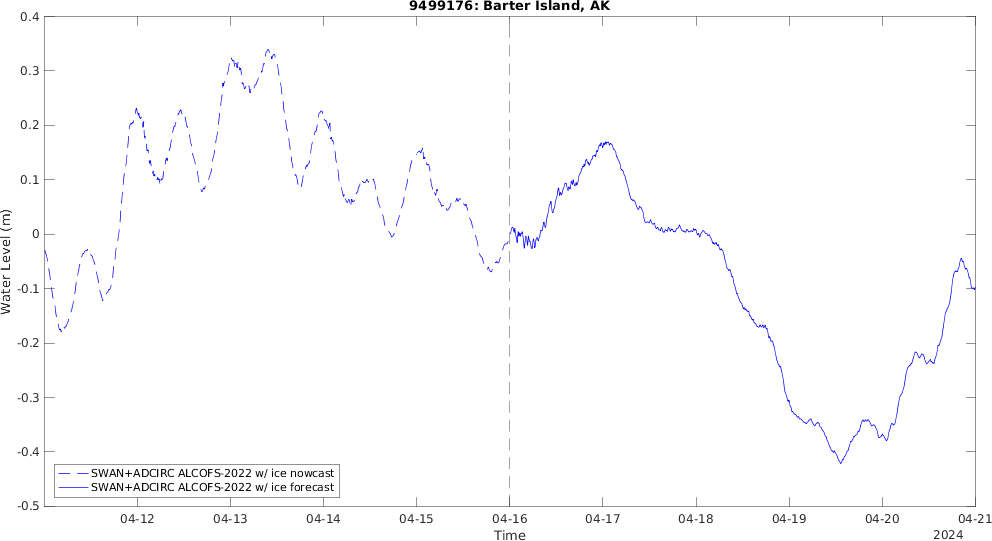 9499176: Barter Island, AK
0.4
0.3
0.2
0.1
0
-0.1
-0.2
-0.3
-0.4
-0.5
Water Level (m)
SWAN+ADCIRC ALCOFS-2022 w/ ice nowcast
SWAN+ADCIRC ALCOFS-2022 w/ ice forecast
04-12 04-13 04-14 04-15 04-16 04-17 04-18 04-19 04-20 04-21
Time
2024